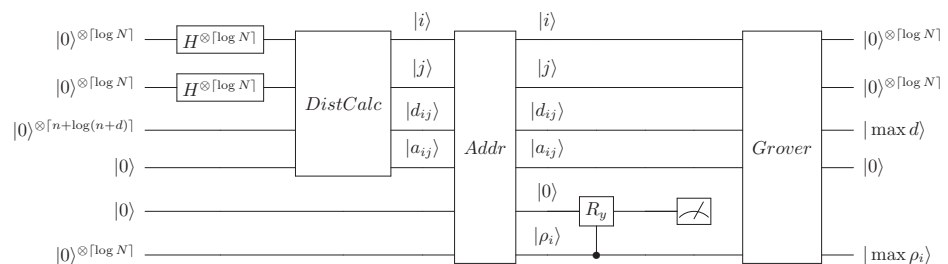 |0⟩^{⊗⌈log N⌉} H^{⊗⌈log N⌉} |i⟩ |i⟩ |0⟩^{⊗⌈log N⌉}
|0⟩^{⊗⌈log N⌉} H^{⊗⌈log N⌉} |j⟩ |j⟩ |0⟩^{⊗⌈log N⌉}
DistCalc
|0⟩^{⊗⌈n+log(n+d)⌉} |d_{ij}⟩ |d_{ij}⟩ |max d⟩
Addr Grover
|0⟩ |a_{ij}⟩ |a_{ij}⟩ |0⟩
|0⟩ |0⟩ R_y
|0⟩^{⊗⌈log N⌉} |ρ_i⟩ |max ρ_i⟩